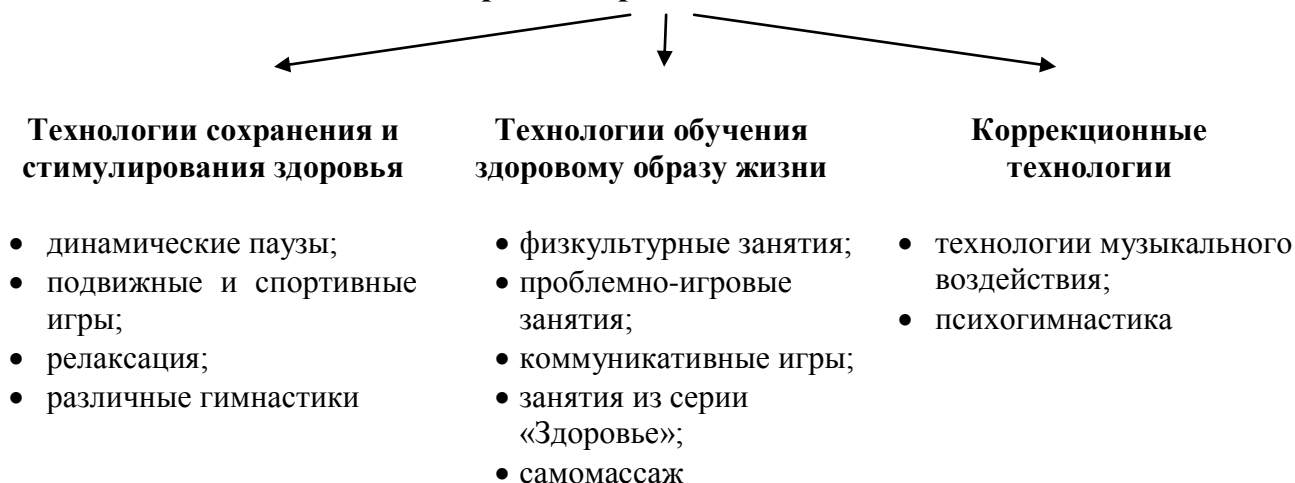 Технологии сохранения и
стимулирования здоровья
• динамические паузы;
• подвижные и спортивные
игры;
• релаксация;
• различные гимнастики
Технологии обучения
здоровому образу жизни
• физкультурные занятия;
• проблемно-игровые
занятия;
• коммуникативные игры;
• занятия из серии
«Здоровье»;
• самомассаж
Коррекционные
технологии
• технологии музыкального
воздействия;
• психогимнастика